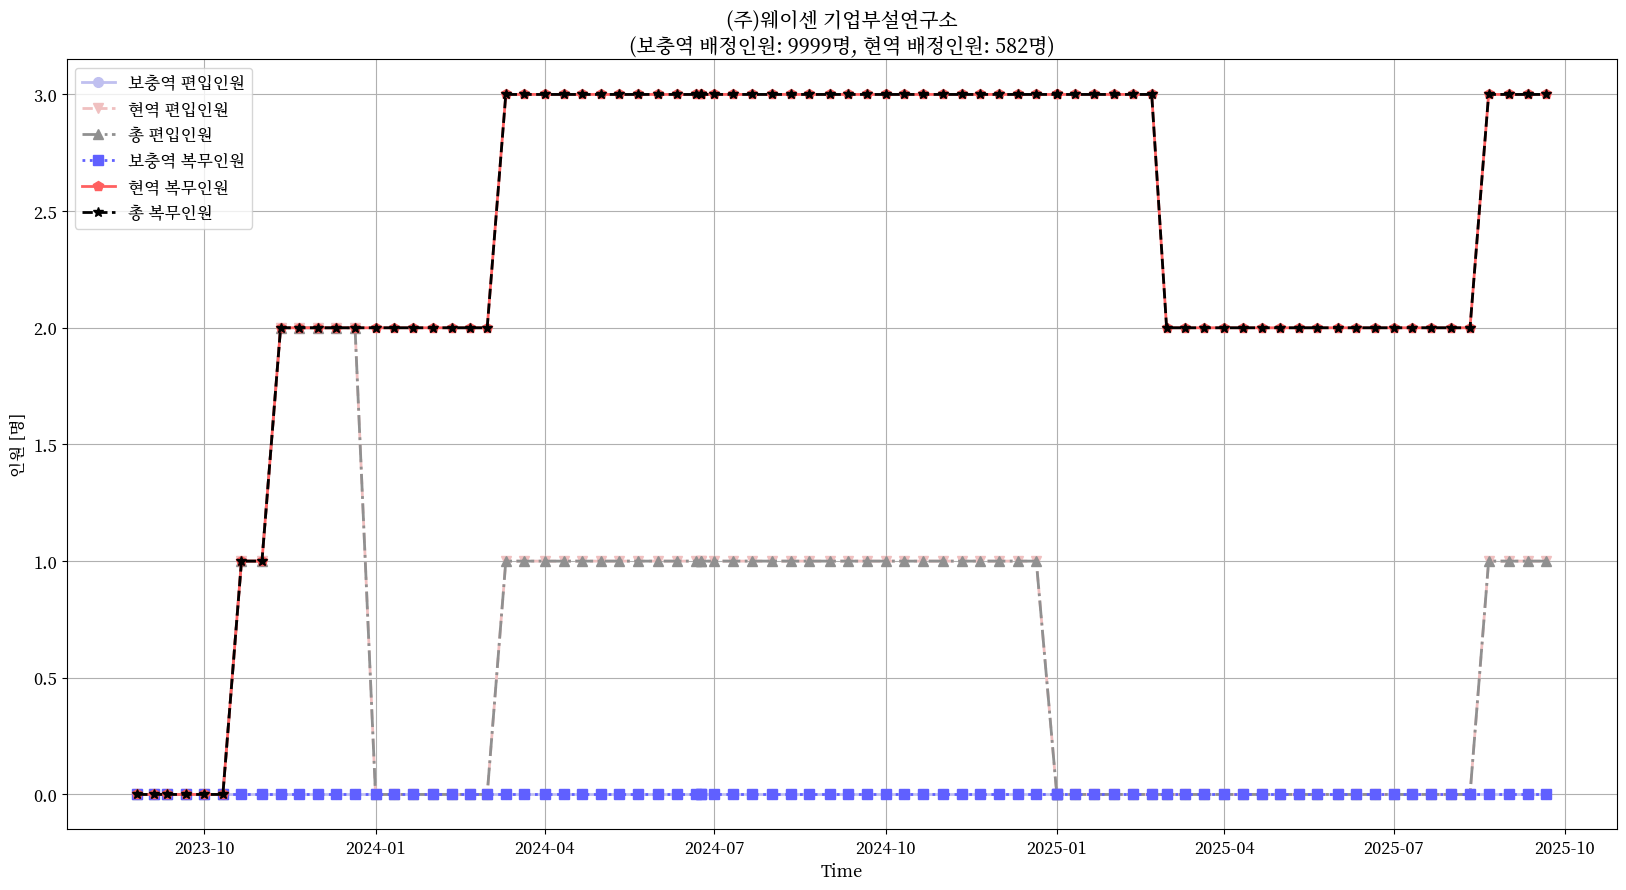 (주)웨이센 기업부설연구소
(보충역 배정인원: 9999명, 현역 배정인원: 582명)
보충역 편입인원
현역 편입인원
총 편입인원
보충역 복무인원
현역 복무인원
총 복무인원
3.0
2.5
2.0
1.5
1.0
0.5
0.0
인원 [명]
2023-10
2024-01
2024-04
2024-07
2024-10
2025-01
2025-04
2025-07
2025-10
Time